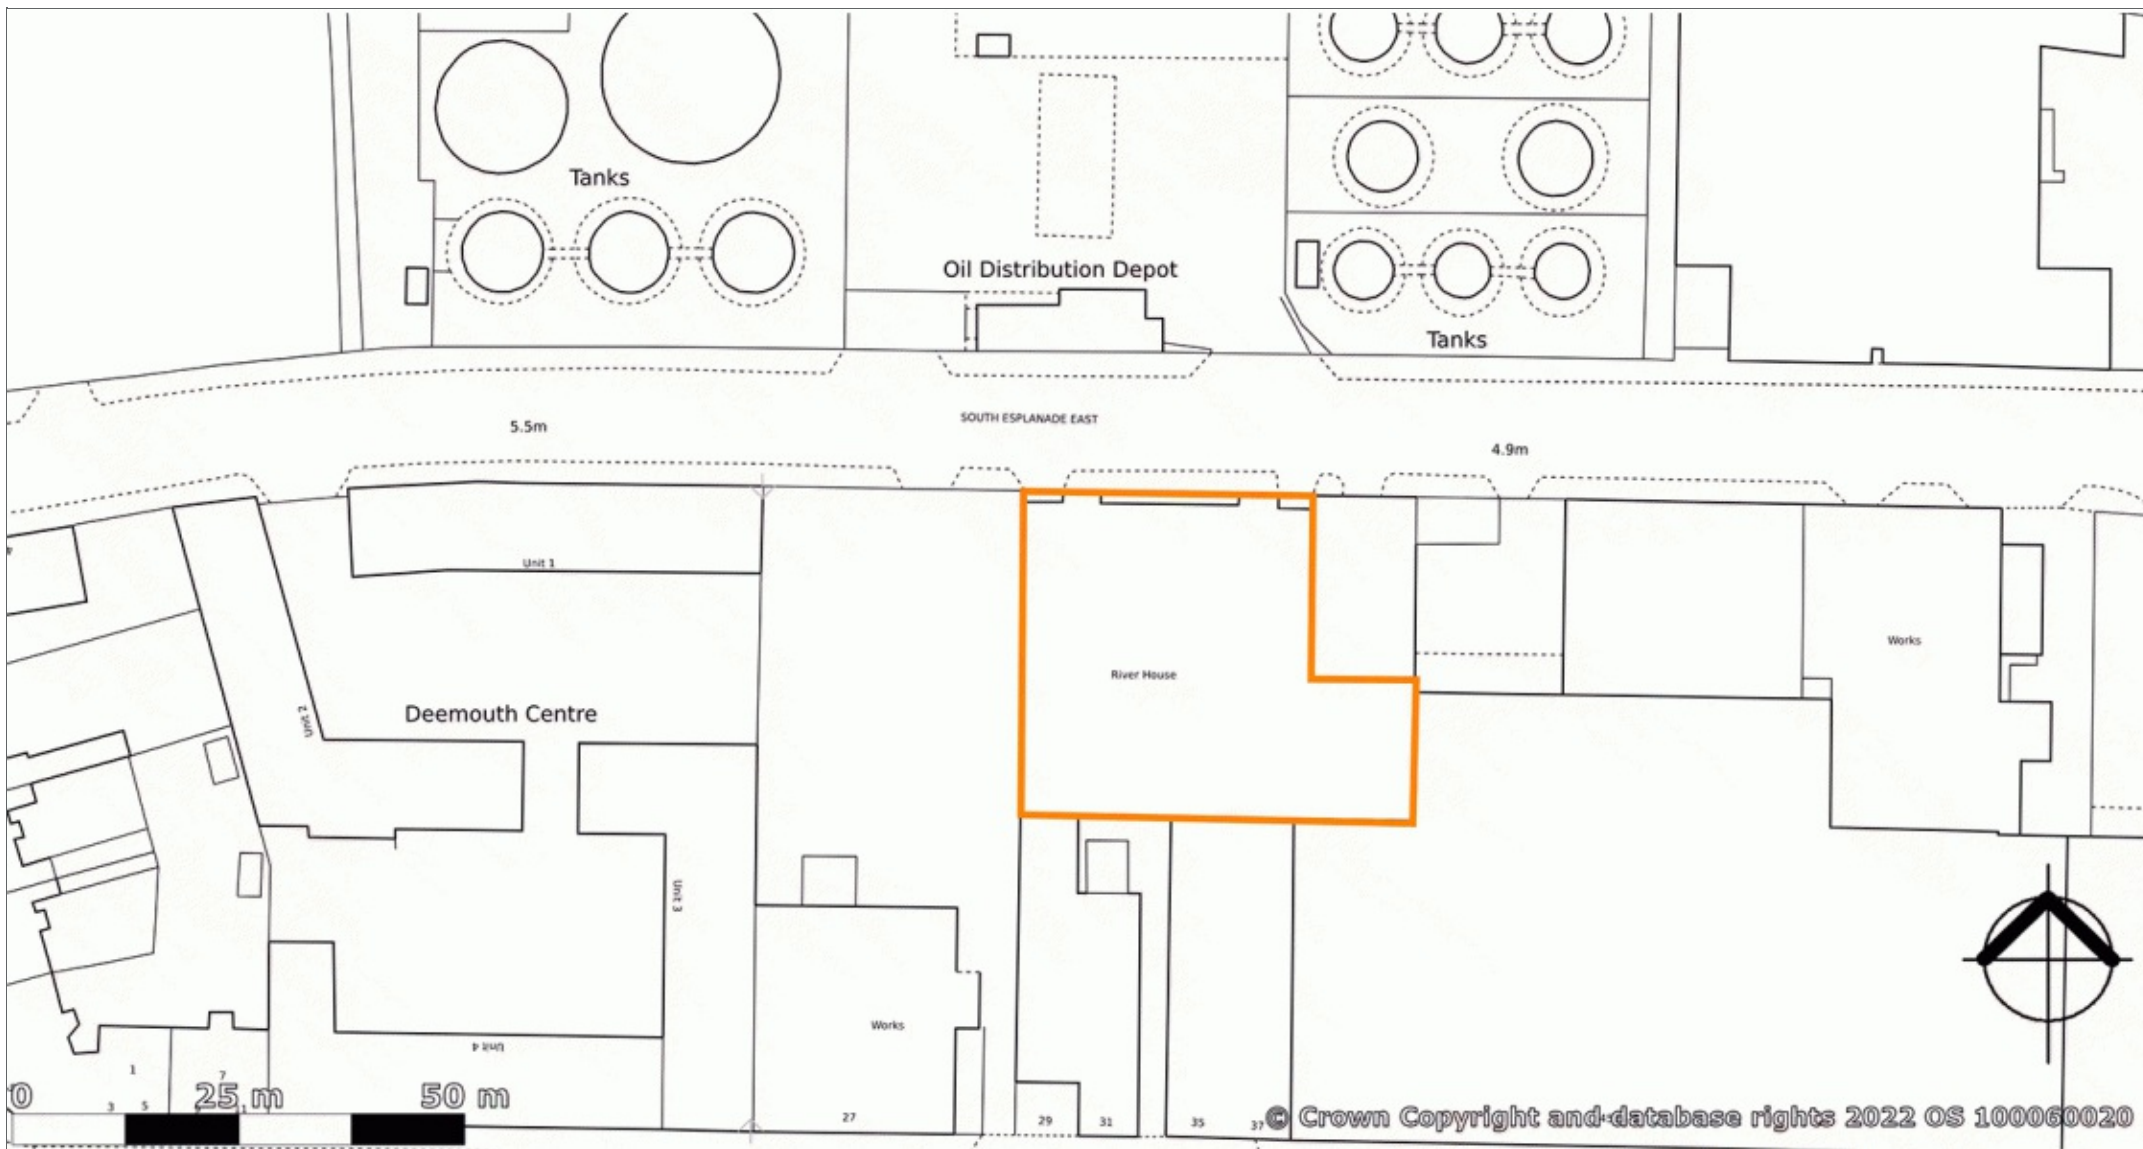 Tanks
Oil Distribution Depot
Tanks
SOUTH ESPLANADE EAST
5.5m
4.9m
Unit 1
Works
River House
Unit 2
Deemouth Centre
Unit 3
Works
Unit 4
1
7
3
5
27
29
31
35
37
0
25 m
50 m
© Crown Copyright and database rights 2022 OS 100060020